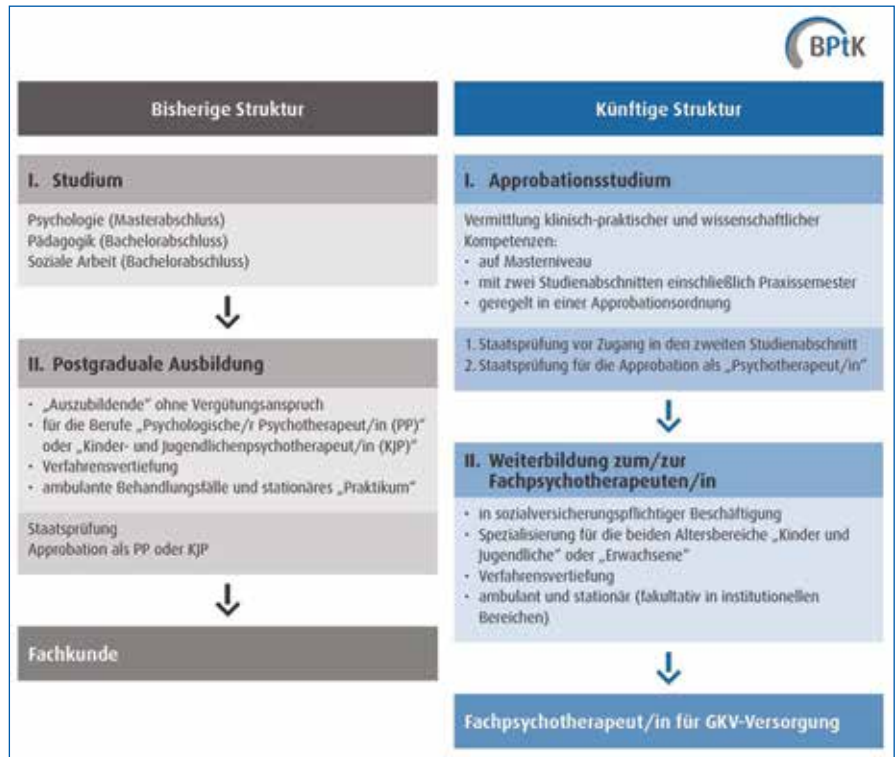 BPtK
Bisherige Struktur
I. Studium
Psychologie (Masterabschluss)
Pädagogik (Bachelorabschluss)
Soziale Arbeit (Bachelorabschluss)
II. Postgraduale Ausbildung
• „Auszubildende“ ohne Vergütungsanspruch
• für die Berufe „Psychologische/r Psychotherapeut/in (PP)“
oder „Kinder- und Jugendlichenpsychotherapeut/in (KJP)“
• Verfahrensvertiefung
• ambulante Behandlungsfälle und stationäres „Praktikum“
Staatsprüfung
Approbation als PP oder KJP
Fachkunde
Künftige Struktur
I. Approbationsstudium
Vermittlung klinisch-praktischer und wissenschaftlicher
Kompetenzen:
• auf Masterniveau
• mit zwei Studienabschnitten einschließlich Praxissemester
• geregelt in einer Approbationsordnung
1. Staatsprüfung vor Zugang in den zweiten Studienabschnitt
2. Staatsprüfung für die Approbation als „Psychotherapeut/in“
II. Weiterbildung zum/zur
Fachpsychotherapeuten/in
• in sozialversicherungspflichtiger Beschäftigung
• Spezialisierung für die beiden Altersbereiche „Kinder und
Jugendliche“ oder „Erwachsene“
• Verfahrensvertiefung
• ambulant und stationär (fakultativ in institutionellen
Bereichen)
Fachpsychotherapeut/in für GKV-Versorgung